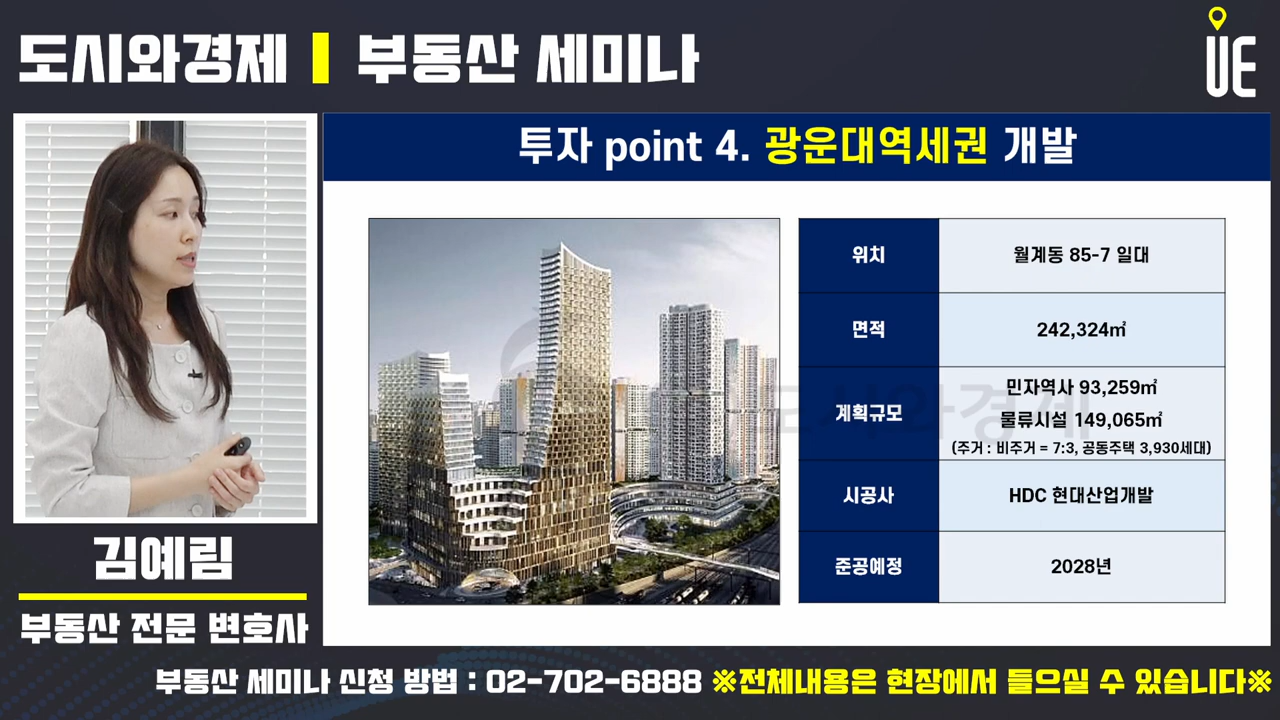 도시와경제 | 부동산 세미나
UE
투자 point 4. 광운대역세권 개발
위치 월계동 85-7 일대
면적 242,324㎡
계획규모 민자역사 93,259㎡
물류시설 149,065㎡
(주거 : 비주거 = 7:3, 공동주택 3,930세대)
시공사 HDC 현대산업개발
준공예정 2028년
도시와경제
김예림
부동산 전문 변호사
부동산 세미나 신청 방법 : 02-702-6888 ※전체내용은 현장에서 들으실 수 있습니다※